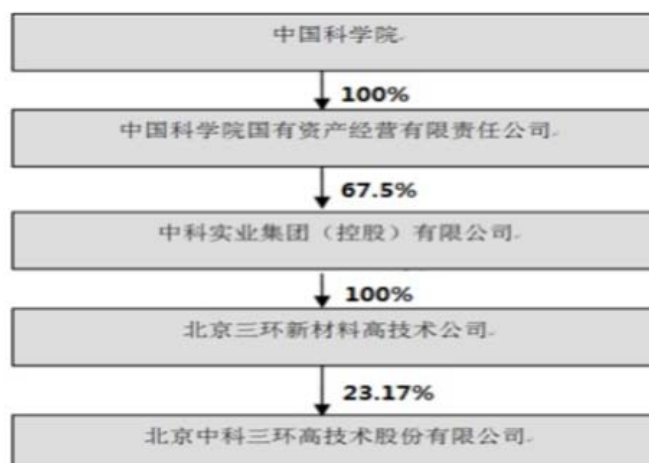 中国科学院
100%
中国科学院国有资产经营有限责任公司
67.5%
中科实业集团（控股）有限公司
100%
北京三环新材料高技术公司
23.17%
北京中科三环高技术股份有限公司